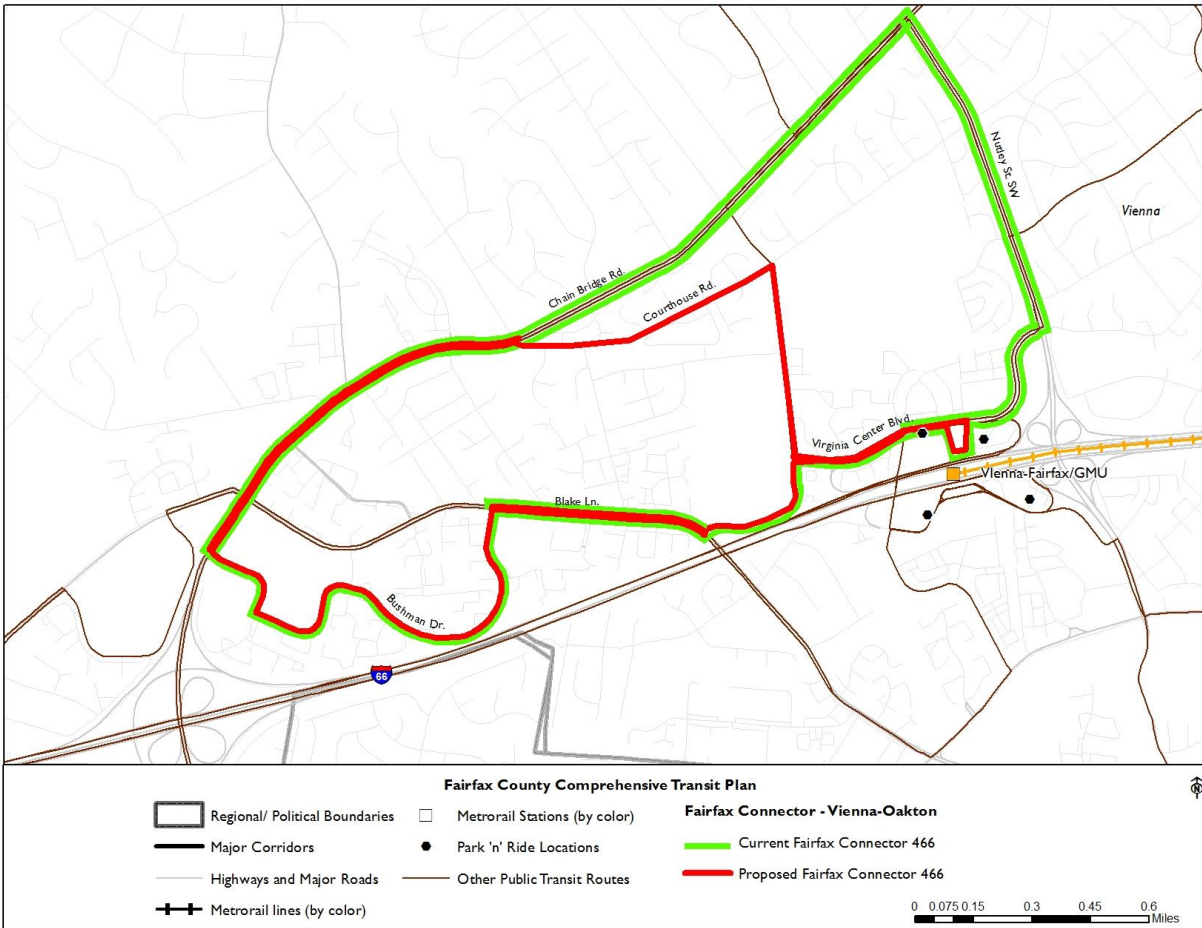 Nutley St. SW
Vienna
Chain Bridge Rd.
Courthouse Rd.
Virginia Center Blvd.
Vienna-Fairfax/GMU
Blake Ln.
Bushman Dr.
66
Fairfax County Comprehensive Transit Plan
N
Regional/ Political Boundaries
Metrorail Stations (by color)
Fairfax Connector - Vienna-Oakton
Major Corridors
Park 'n' Ride Locations
Current Fairfax Connector 466
Highways and Major Roads
Other Public Transit Routes
Proposed Fairfax Connector 466
Metrorail lines (by color)
0 0.075 0.15 0.3 0.45 0.6
Miles